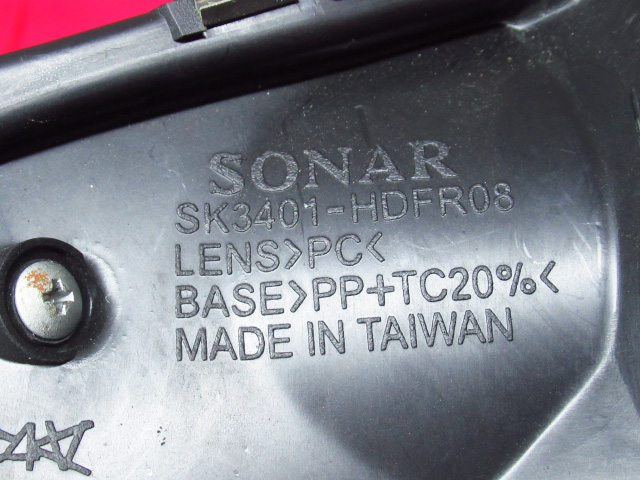 SONAR
SK3401-HDFR08
LENS>PC<
BASE>PP+TC20%<
MADE IN TAIWAN